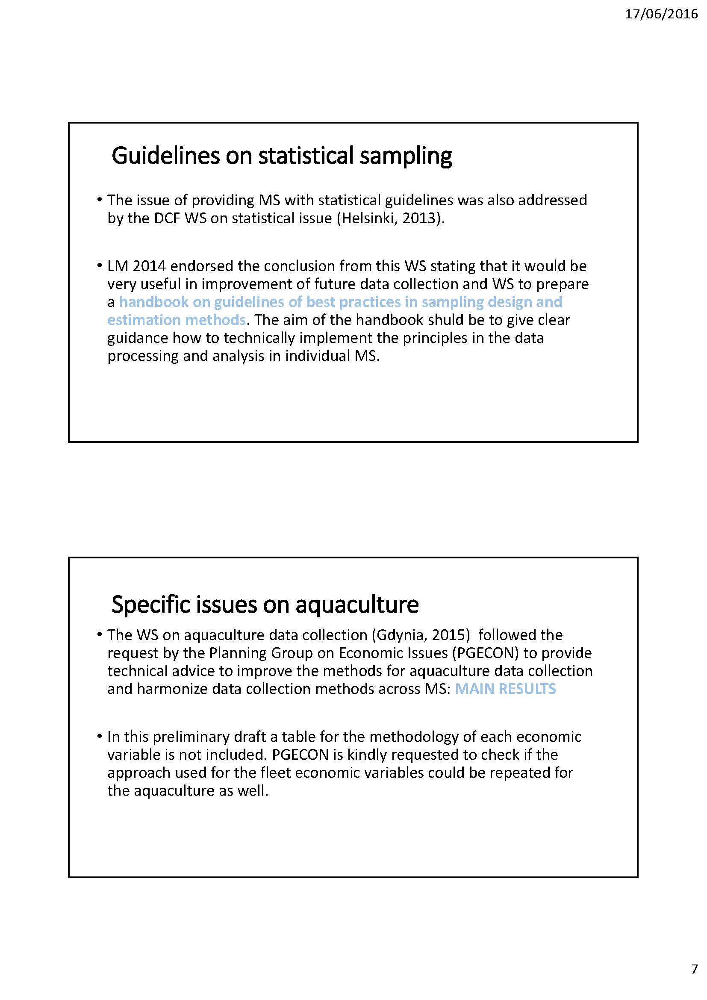 17/06/2016
Guidelines on statistical sampling
• The issue of providing MS with statistical guidelines was also addressed
by the DCF WS on statistical issue (Helsinki, 2013).
• LM 2014 endorsed the conclusion from this WS stating that it would be
very useful in improvement of future data collection and WS to prepare
a handbook on guidelines of best practices in sampling design and
estimation methods. The aim of the handbook shuld be to give clear
guidance how to technically implement the principles in the data
processing and analysis in individual MS.
Specific issues on aquaculture
• The WS on aquaculture data collection (Gdynia, 2015)  followed the
request by the Planning Group on Economic Issues (PGECON) to provide
technical advice to improve the methods for aquaculture data collection
and harmonize data collection methods across MS: MAIN RESULTS
• In this preliminary draft a table for the methodology of each economic
variable is not included. PGECON is kindly requested to check if the
approach used for the fleet economic variables could be repeated for
the aquaculture as well.
7